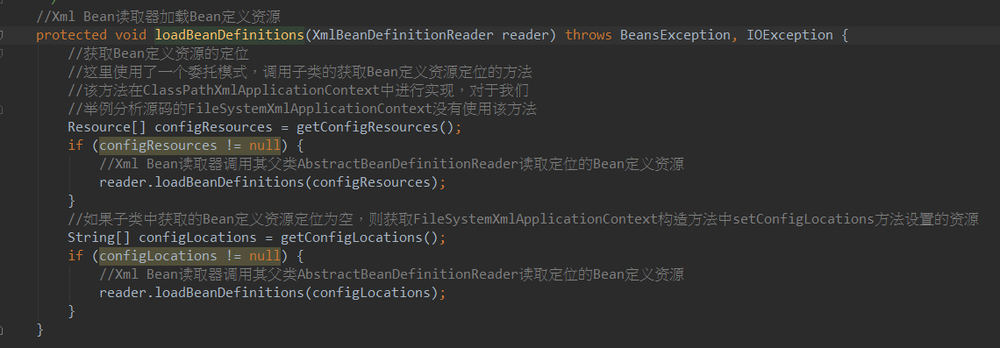 //Xml Bean读取器加载Bean定义资源
protected void loadBeanDefinitions(XmlBeanDefinitionReader reader) throws BeansException, IOException {
//获取Bean定义资源的定位
//这里使用了一个委托模式，调用子类的获取Bean定义资源定位的方法
//该方法在ClassPathXmlApplicationContext中进行实现，对于我们
//举例分析源码的FileSystemXmlApplicationContext没有使用该方法
Resource[] configResources = getConfigResources();
if (configResources != null) {
//Xml Bean读取器调用其父类AbstractBeanDefinitionReader读取定位的Bean定义资源
reader.loadBeanDefinitions(configResources);
}
//如果子类中获取的Bean定义资源定位为空，则获取FileSystemXmlApplicationContext构造方法中setConfigLocations方法设置的资源
String[] configLocations = getConfigLocations();
if (configLocations != null) {
//Xml Bean读取器调用其父类AbstractBeanDefinitionReader读取定位的Bean定义资源
reader.loadBeanDefinitions(configLocations);
}
}